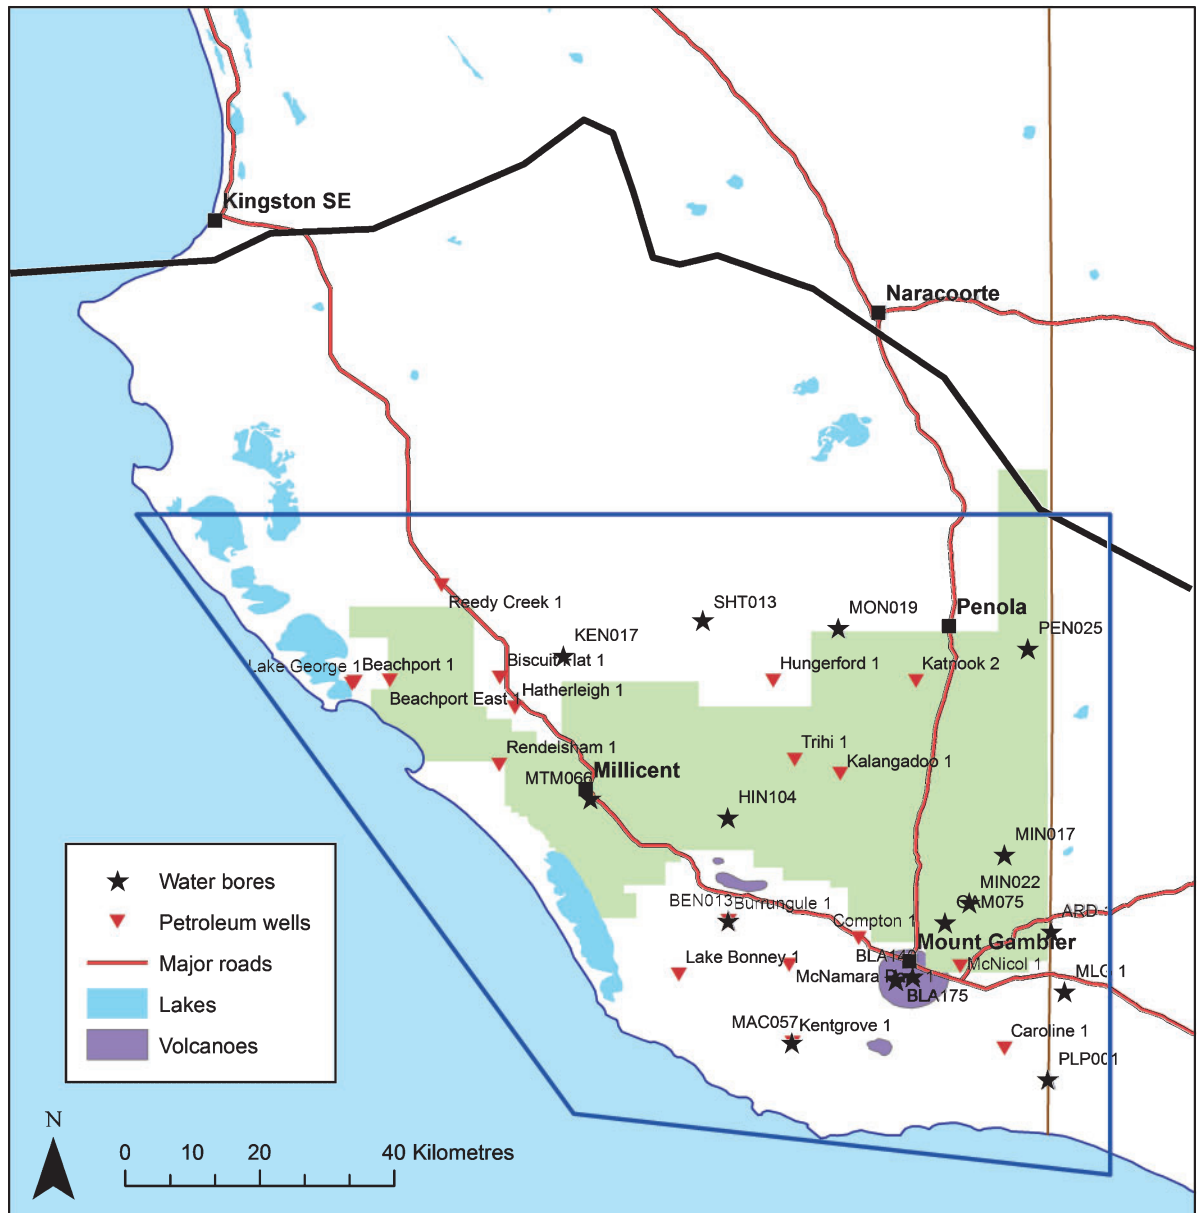 Kingston SE
Naracoorte
Reedy Creek 1
SHT013
MON019
Penola
KEN017
PEN025
Lake George 1
Beachport 1
Biscuit Flat 1
Hungerford 1
Katnook 2
Beachport East 1
Hatherleigh 1
Rendelsham 1
Trihi 1
Kalangadoo 1
MTM066
Millicent
HIN104
MIN017
MIN022
GAM075
BEN013
Burrungule 1
Compton 1
ARD
Mount Gambier
Lake Bonney 1
McNicol 1
McNamara
MLG 1
BLA175
MAC057
Kentgrove 1
Caroline 1
PLP001
Water bores
Petroleum wells
Major roads
Lakes
Volcanoes
N
0 10 20 40 Kilometres